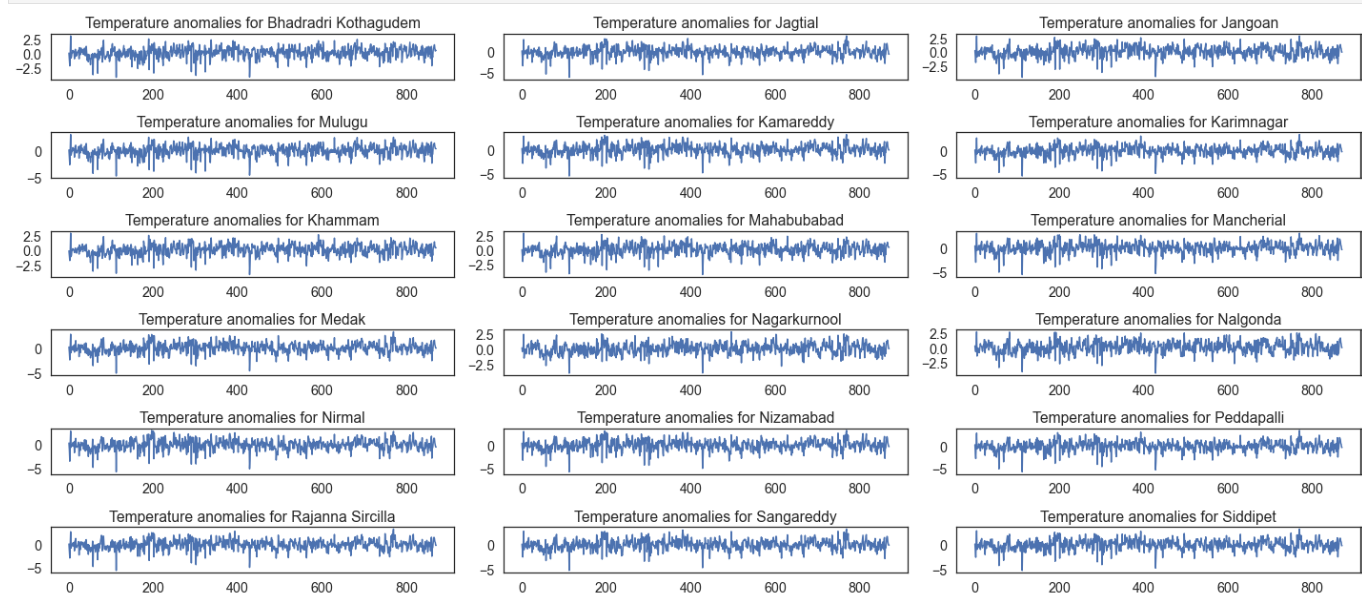 Temperature anomalies for Bhadradri Kothagudem
2.5
0.0
−2.5
0 200 400 600 800
Temperature anomalies for Jagtial
0
−5
0 200 400 600 800
Temperature anomalies for Jangoan
2.5
0.0
−2.5
0 200 400 600 800
Temperature anomalies for Mulugu
0
−5
0 200 400 600 800
Temperature anomalies for Kamareddy
0
−5
0 200 400 600 800
Temperature anomalies for Karimnagar
0
−5
0 200 400 600 800
Temperature anomalies for Khammam
2.5
0.0
−2.5
0 200 400 600 800
Temperature anomalies for Mahabubabad
2.5
0.0
−2.5
0 200 400 600 800
Temperature anomalies for Mancherial
0
−5
0 200 400 600 800
Temperature anomalies for Medak
0
−5
0 200 400 600 800
Temperature anomalies for Nagarkurnool
2.5
0.0
−2.5
0 200 400 600 800
Temperature anomalies for Nalgonda
2.5
0.0
−2.5
0 200 400 600 800
Temperature anomalies for Nirmal
0
−5
0 200 400 600 800
Temperature anomalies for Nizamabad
0
−5
0 200 400 600 800
Temperature anomalies for Peddapalli
0
−5
0 200 400 600 800
Temperature anomalies for Rajanna Sircilla
0
−5
0 200 400 600 800
Temperature anomalies for Sangareddy
0
−5
0 200 400 600 800
Temperature anomalies for Siddipet
0
−5
0 200 400 600 800